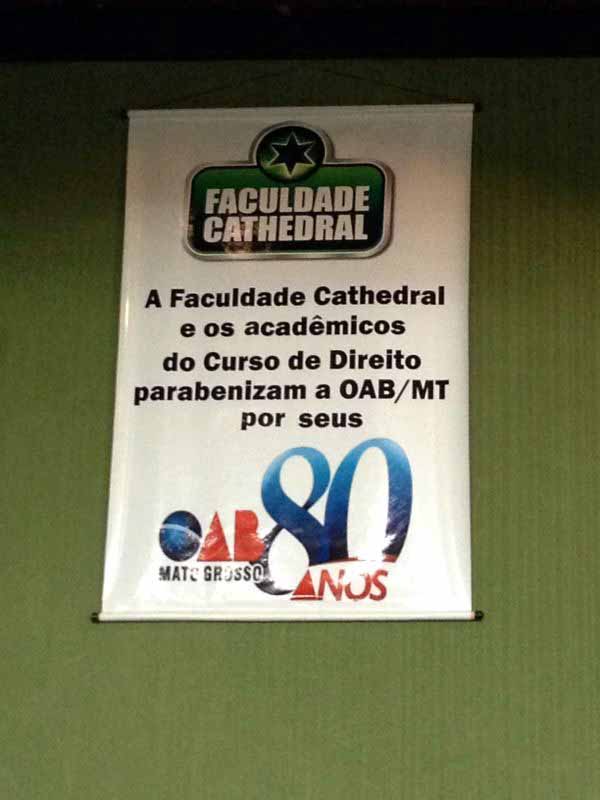 FACULDADE
CATHEDRAL
A Faculdade Cathedral
e os acadêmicos
do Curso de Direito
parabenizam a OAB/MT
por seus
OAB 80
MATO GROSSO
ANOS